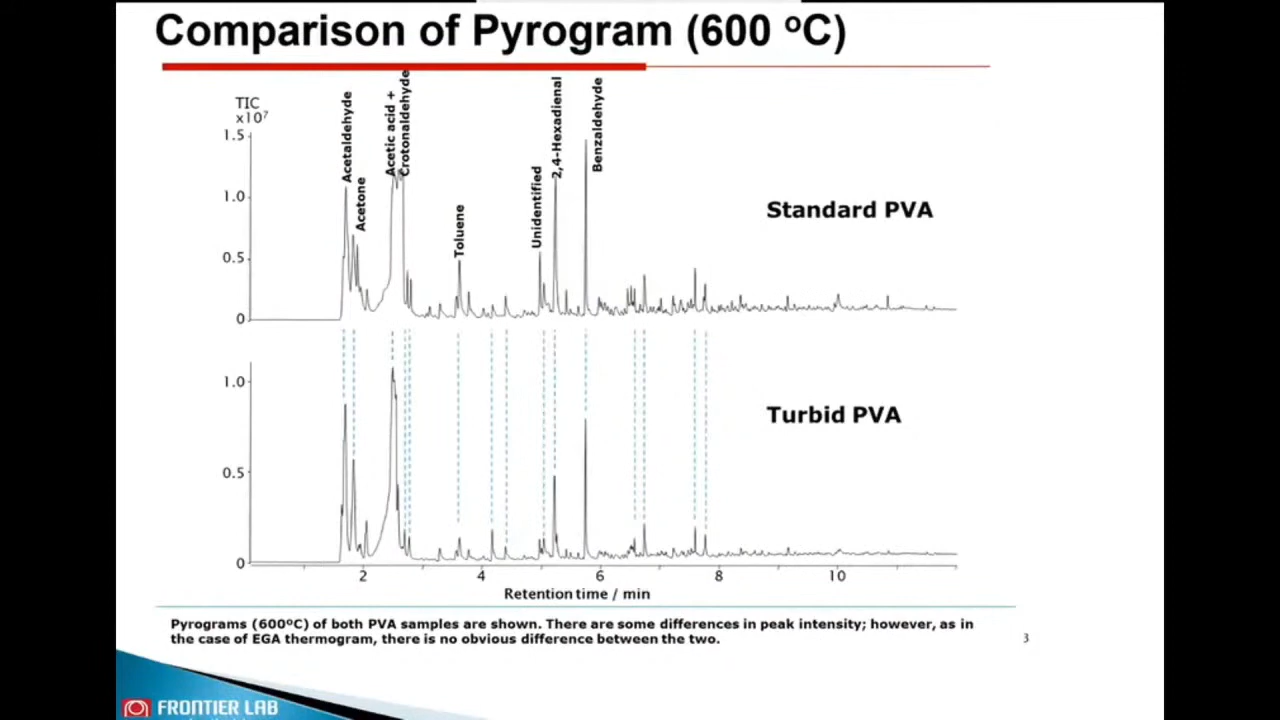 Comparison of Pyrogram (600 ºC)
TIC
x10⁷
1.5
1.0
0.5
0
Acetaldehyde
Acetone
Acetic acid +
Crotonaldehyde
Toluene
Unidentified
2,4-Hexadienal
Benzaldehyde
Standard PVA
1.0
0.5
0
Turbid PVA
2 4 6 8 10
Retention time / min
Pyrograms (600ºC) of both PVA samples are shown. There are some differences in peak intensity; however, as in
the case of EGA thermogram, there is no obvious difference between the two.
3
FRONTIER LAB